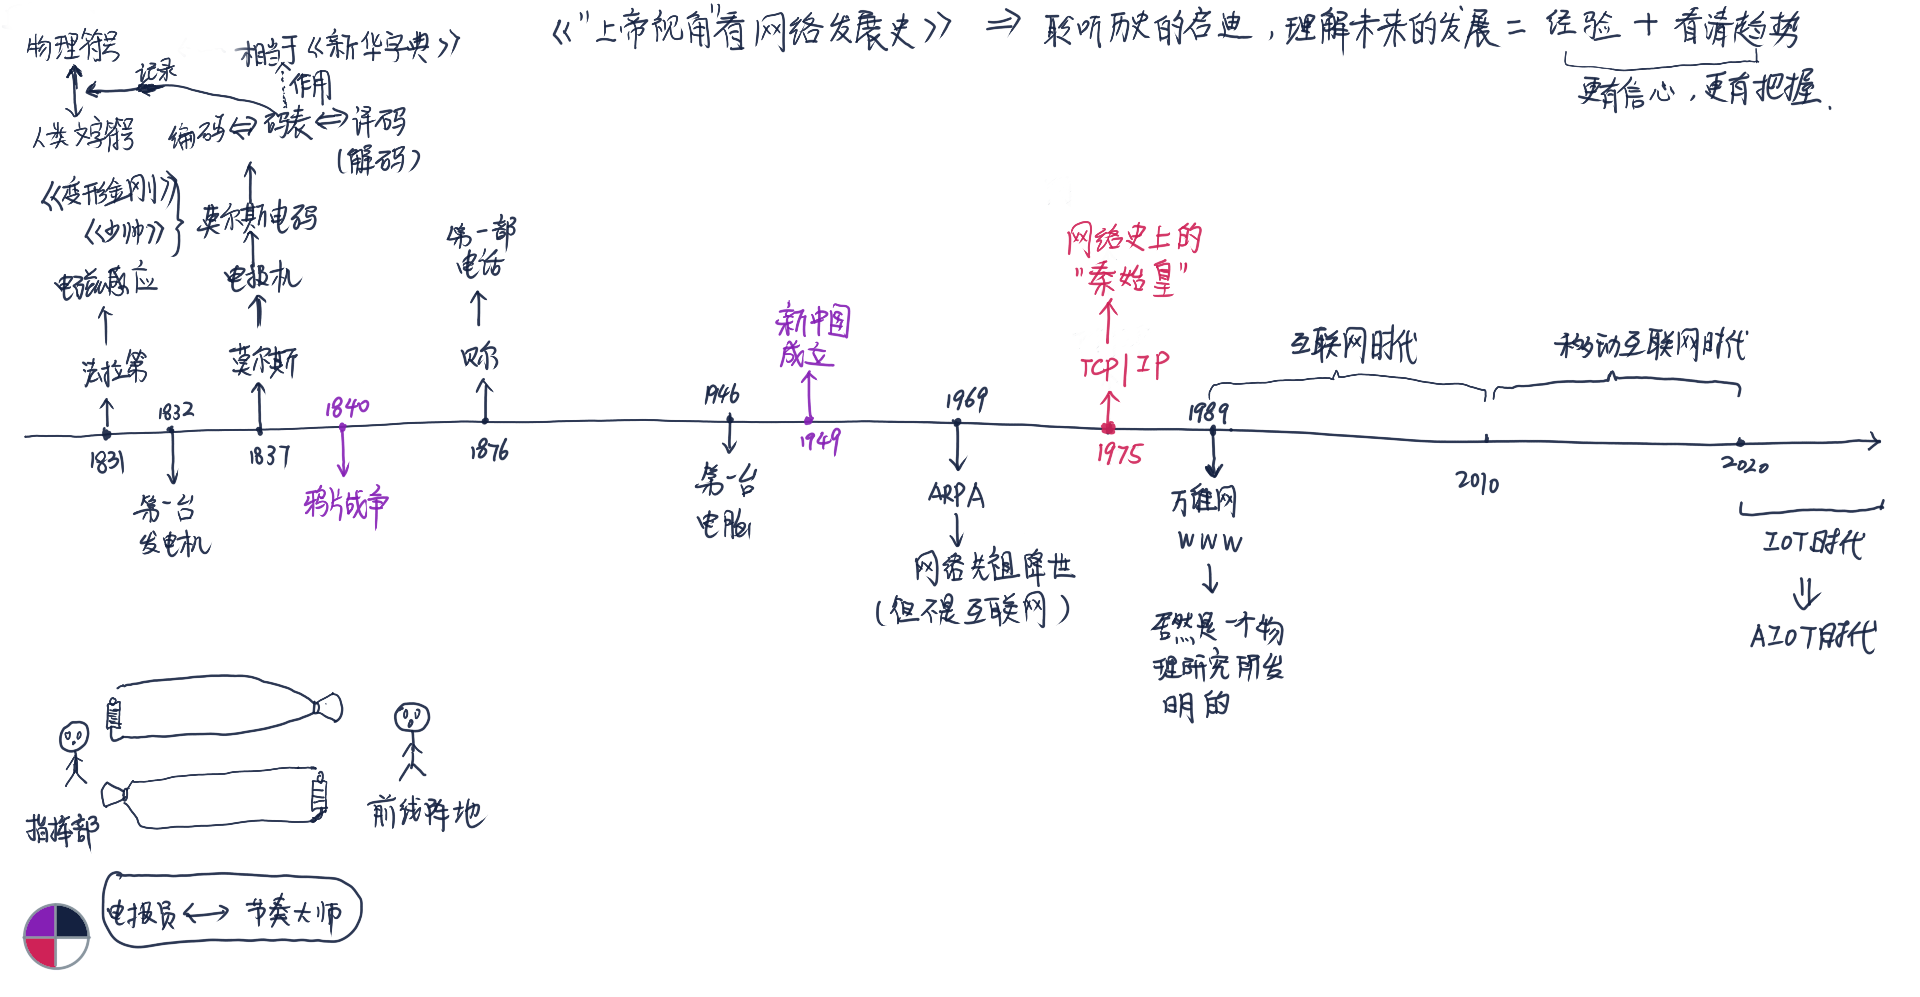 《“上帝视角”看网络发展史》 ⇒ 聆听历史的启迪，理解未来的发展 = 经验 + 看清趋势
更有信心，更有把握.
物理符号
记录
人类文字符号
相当于《新华字典》
作用
编码⇔码表⇔译码
(解码)
《变形金刚》
《少帅》
莫尔斯电码
电磁感应
电报机
法拉第
莫尔斯
第一部
电话
贝尔
新中国
成立
网络史上的
"秦始皇"
TCP/IP
互联网时代
移动互联网时代
1831
1832
1837
1840
1876
1946
1949
1969
1975
1989
2010
2020
第一台
发电机
鸦片战争
第一台
电脑
ARPA
网络先祖降世
(但不是互联网)
万维网
WWW
居然是一个物
理研究所发
明的
IOT时代
AIOT时代
指挥部
前线阵地
电报员 ↔ 节奏大师